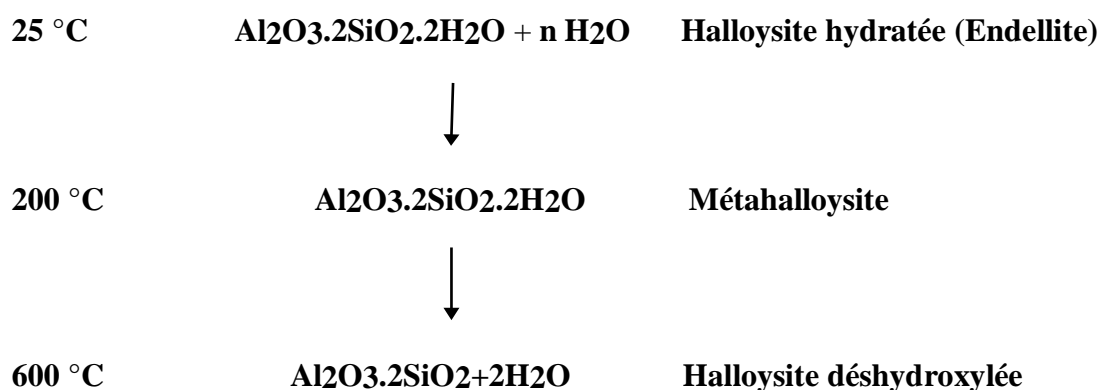 25 °C Al2O3.2SiO2.2H2O + n H2O Halloysite hydratée (Endellite)
200 °C Al2O3.2SiO2.2H2O Métahalloysite
600 °C Al2O3.2SiO2+2H2O Halloysite déshydroxylée